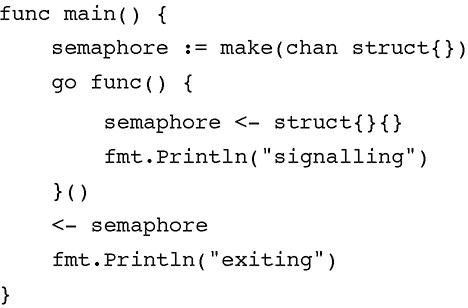 func main() {
    semaphore := make(chan struct{})
    go func() {
        semaphore <- struct{}{}
        fmt.Println("signalling")
    }()
    <- semaphore
    fmt.Println("exiting")
}